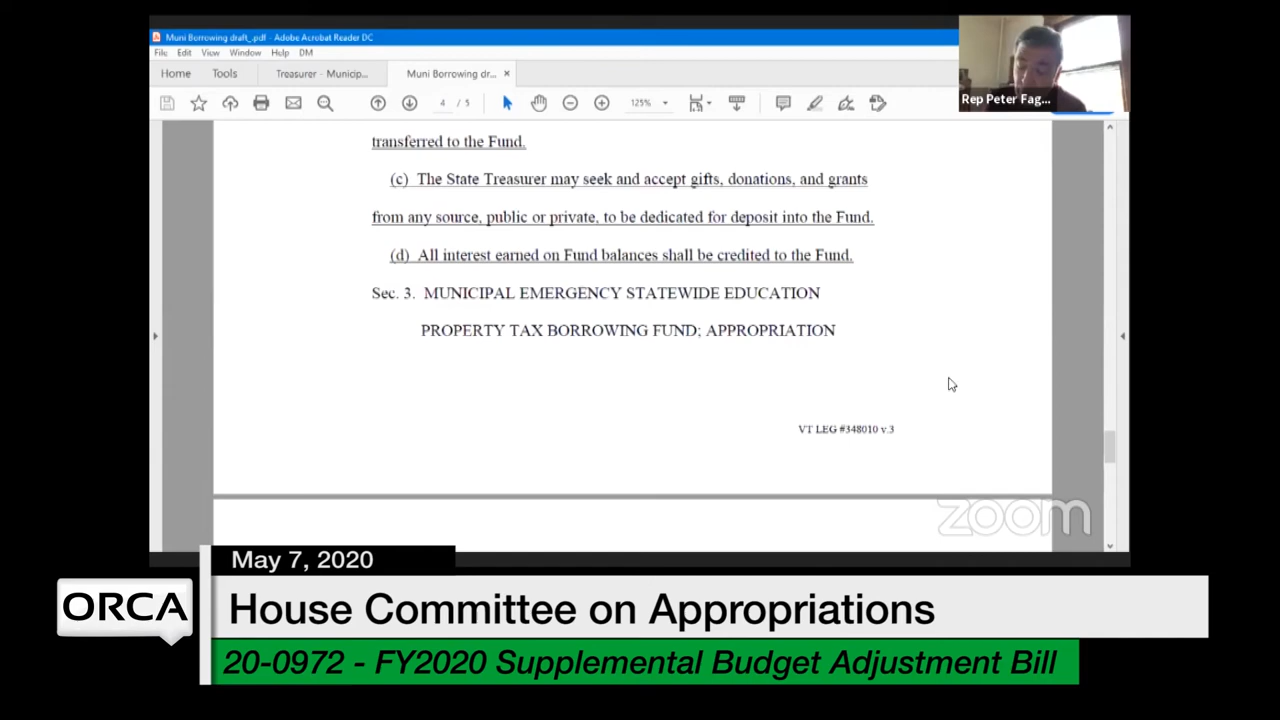 Muni Borrowing draft_.pdf - Adobe Acrobat Reader DC
File Edit View Window Help DM
Home Tools Treasurer - Municip... Muni Borrowing dr... ×
4 / 5 125%
Rep Peter Fag...
transferred to the Fund.
(c) The State Treasurer may seek and accept gifts, donations, and grants
from any source, public or private, to be dedicated for deposit into the Fund.
(d) All interest earned on Fund balances shall be credited to the Fund.
Sec. 3. MUNICIPAL EMERGENCY STATEWIDE EDUCATION
PROPERTY TAX BORROWING FUND; APPROPRIATION
VT LEG #348010 v.3
zoom
May 7, 2020
ORCA
House Committee on Appropriations
20-0972 - FY2020 Supplemental Budget Adjustment Bill